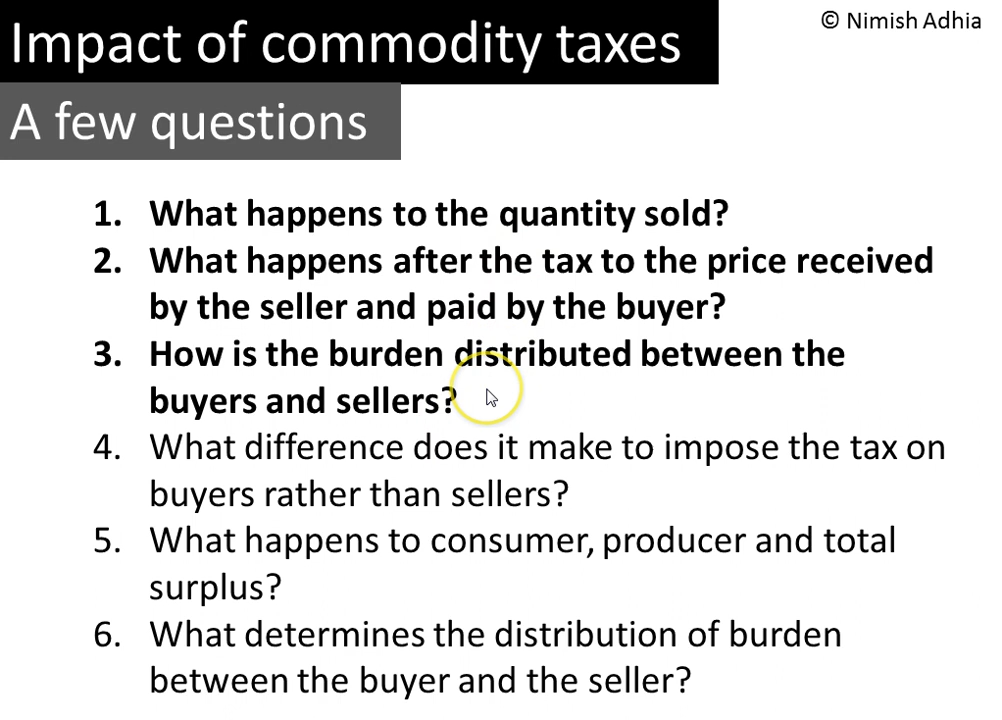 Impact of commodity taxes
© Nimish Adhia
A few questions
1. What happens to the quantity sold?
2. What happens after the tax to the price received
by the seller and paid by the buyer?
3. How is the burden distributed between the
buyers and sellers?
4. What difference does it make to impose the tax on
buyers rather than sellers?
5. What happens to consumer, producer and total
surplus?
6. What determines the distribution of burden
between the buyer and the seller?